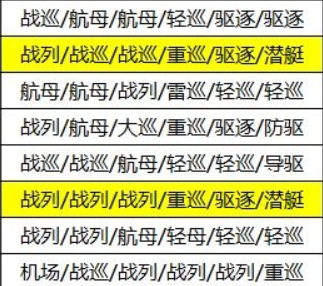 战巡/航母/航母/轻巡/驱逐/驱逐
战列/战巡/战巡/重巡/驱逐/潜艇
航母/航母/战列/雷巡/轻巡/轻巡
战列/航母/大巡/重巡/驱逐/防驱
战巡/战巡/航母/轻巡/轻巡/导驱
战列/战列/战列/重巡/驱逐/潜艇
战列/战列/航母/轻母/轻巡/轻巡
机场/战巡/战列/战列/战列/重巡